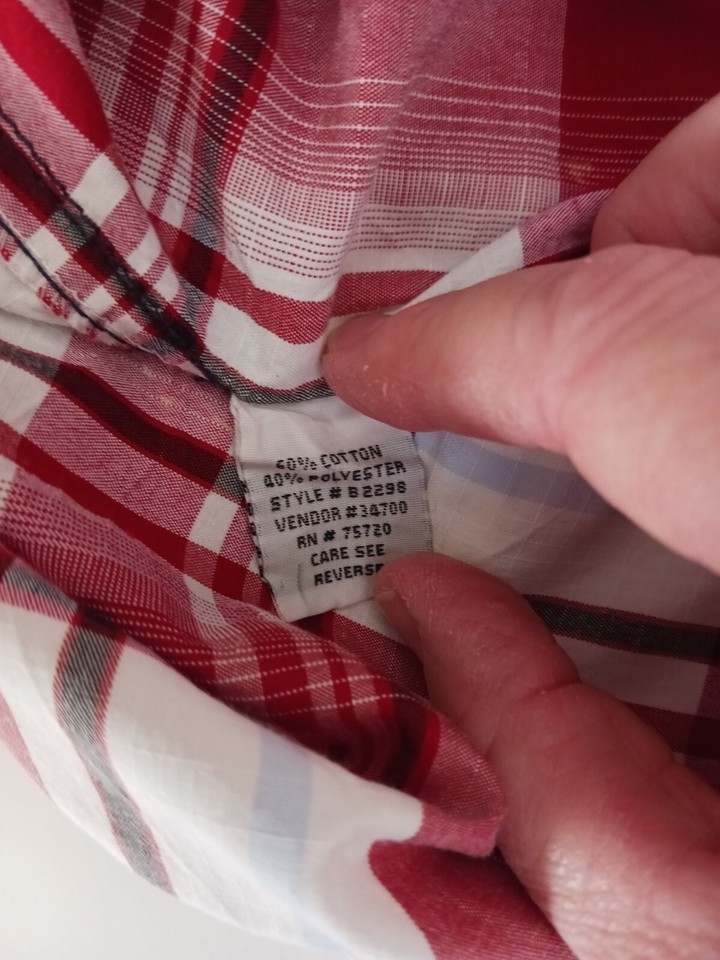 60% COTTON
40% POLYESTER
STYLE # B2298
VENDOR #34700
RN # 75720
CARE SEE
REVERSE